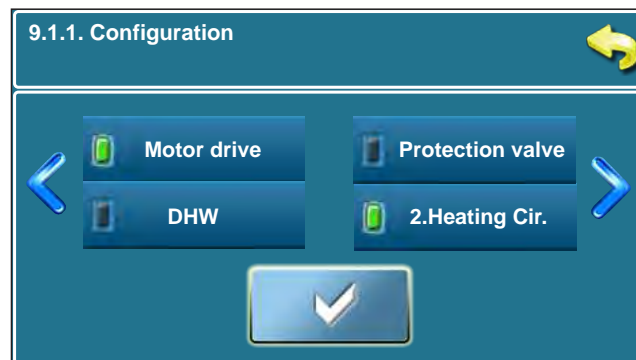 9.1.1. Configuration
Motor drive
Protection valve
DHW
2.Heating Cir.